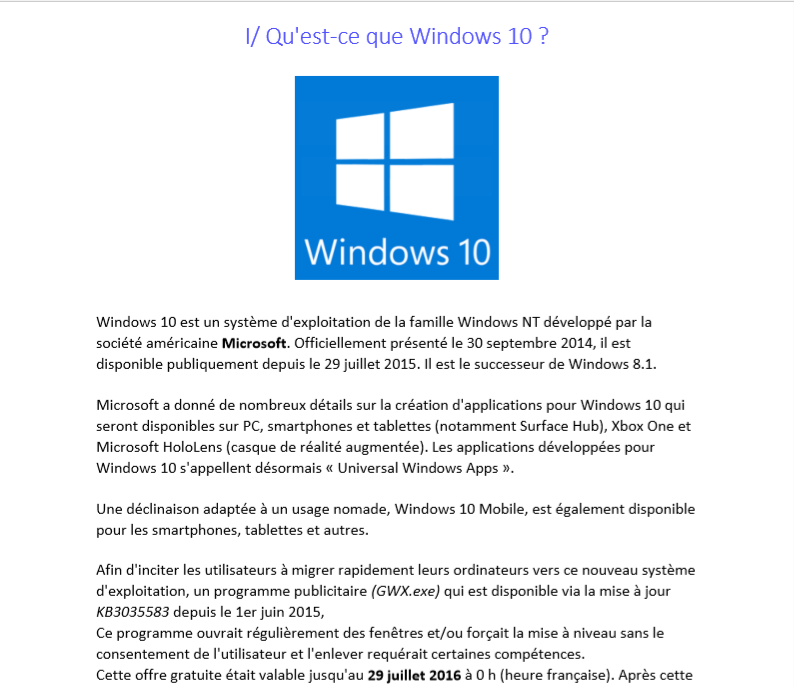 I/ Qu'est-ce que Windows 10 ?
Windows 10
Windows 10 est un système d'exploitation de la famille Windows NT développé par la
société américaine Microsoft. Officiellement présenté le 30 septembre 2014, il est
disponible publiquement depuis le 29 juillet 2015. Il est le successeur de Windows 8.1.
Microsoft a donné de nombreux détails sur la création d'applications pour Windows 10 qui
seront disponibles sur PC, smartphones et tablettes (notamment Surface Hub), Xbox One et
Microsoft HoloLens (casque de réalité augmentée). Les applications développées pour
Windows 10 s'appellent désormais « Universal Windows Apps ».
Une déclinaison adaptée à un usage nomade, Windows 10 Mobile, est également disponible
pour les smartphones, tablettes et autres.
Afin d'inciter les utilisateurs à migrer rapidement leurs ordinateurs vers ce nouveau système
d'exploitation, un programme publicitaire (GWX.exe) qui est disponible via la mise à jour
KB3035583 depuis le 1er juin 2015,
Ce programme ouvrait régulièrement des fenêtres et/ou forçait la mise à niveau sans le
consentement de l'utilisateur et l'enlever requérait certaines compétences.
Cette offre gratuite était valable jusqu'au 29 juillet 2016 à 0 h (heure française). Après cette